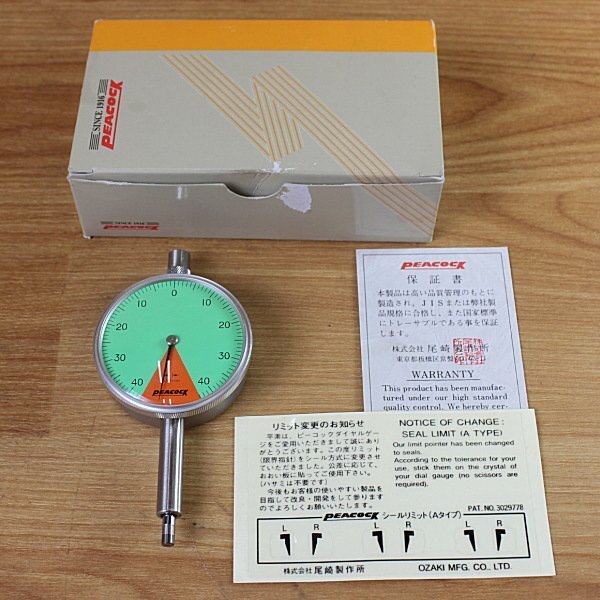 SINCE 1916
PEACOCK
SINCE 1916
PEACOCK
0
10 10
20 20
30 30
40 40
PEACOCK
PEACOCK
保証書
本製品は高い品質管理のもとに
製造され、JISまたは弊社製
品規格に合格し、また国家標準
にトレーサブルである事を保証
します。
株式会社 尾崎製作所
WARRANTY
This product has been manufac-
tured under our high standard
quality control. We hereby cer-
リミット変更のお知らせ
平素は、ピーコックダイヤルゲー
ジをご愛用いただきまして誠にあり
がとうございます。この度リミット
(限界指針)をシール方式に変更させ
ていただきました。公差に応じて、
おおい板に貼ってご使用下さい。
(ハサミは不要です)
今後もお客様の使いやすい製品を
目指して改良・開発をして参ります
のでよろしくお願いいたします。
NOTICE OF CHANGE:
SEAL LIMIT (A TYPE)
Our limit pointer has been changed
to seals.
According to the tolerance for your
use, stick them on the crystal of
your dial gauge (no scissors are
required).
PEACOCK シールリミット(Aタイプ)
PAT. NO. 3029778
L R L R L R
株式会社 尾崎製作所
OZAKI MFG. CO., LTD.